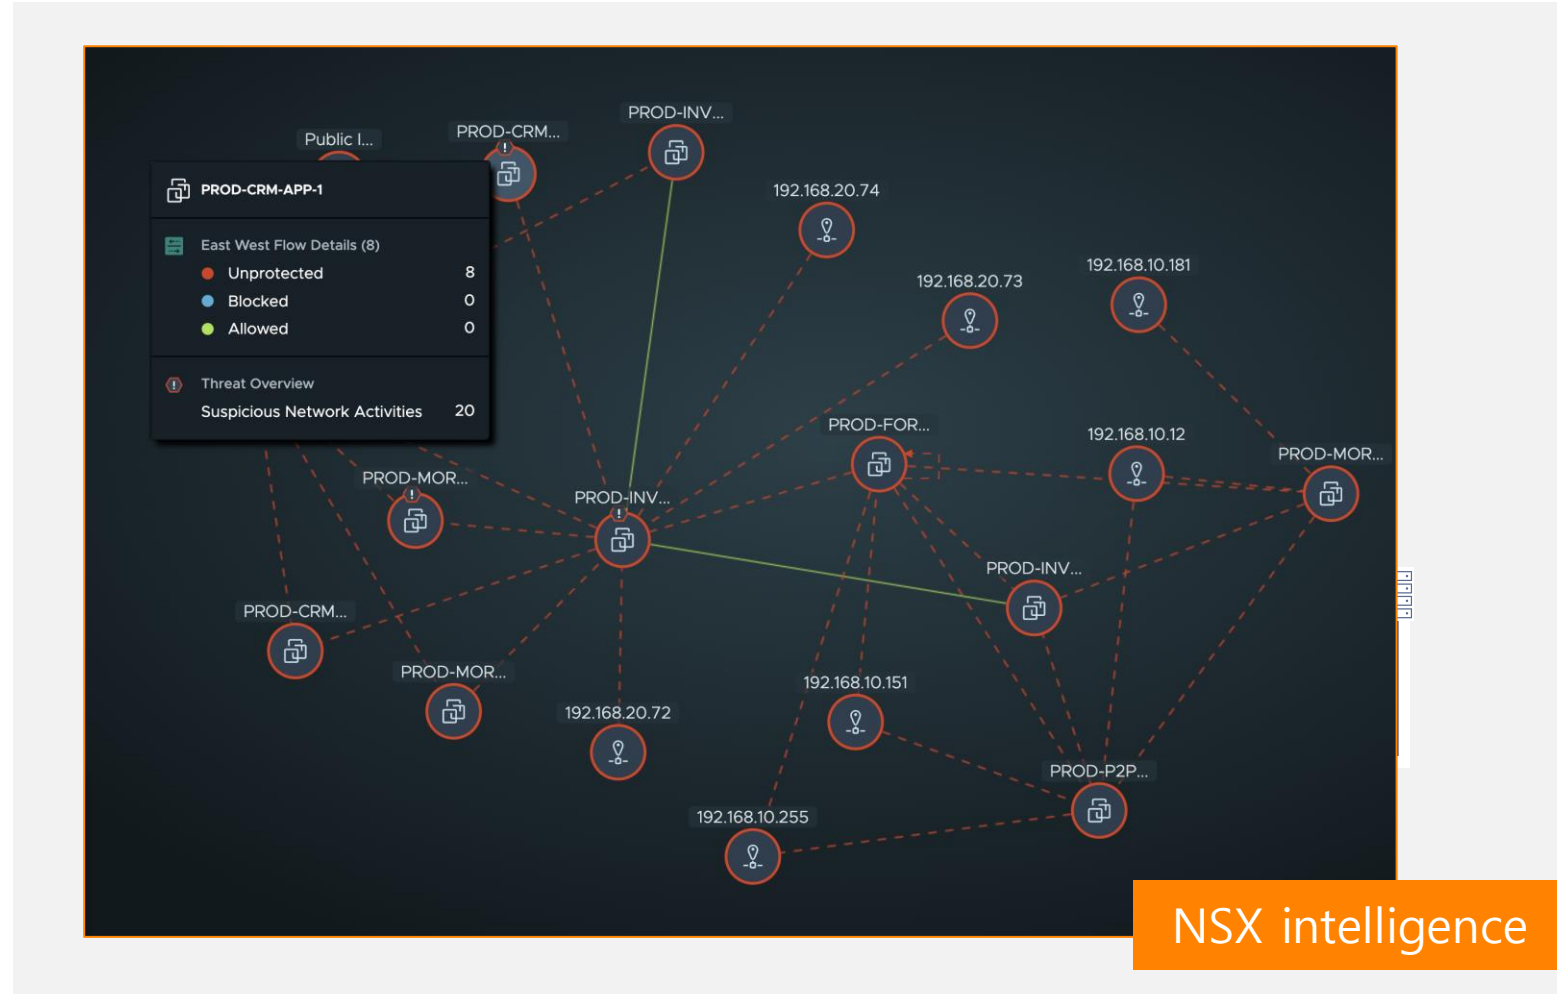 PROD-INV...
PROD-CRM...
Public I...
PROD-CRM-APP-1
East West Flow Details (8)
Unprotected 8
Blocked 0
Allowed 0
Threat Overview
Suspicious Network Activities 20
192.168.20.74
192.168.10.181
192.168.20.73
PROD-FOR...
192.168.10.12
PROD-MOR...
PROD-MOR...
PROD-INV...
PROD-INV...
PROD-CRM...
PROD-MOR...
192.168.10.151
192.168.20.72
PROD-P2P...
192.168.10.255
NSX intelligence